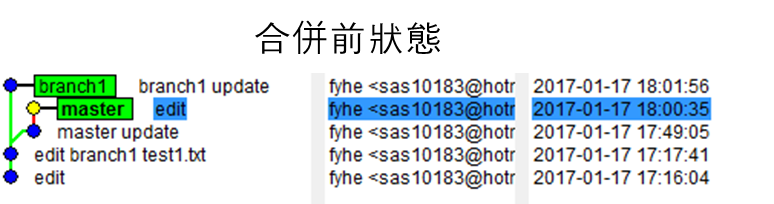 合併前狀態
branch1 branch1 update fyhe <sas10183@hotr 2017-01-17 18:01:56
master edit fyhe <sas10183@hotr 2017-01-17 18:00:35
master update fyhe <sas10183@hotr 2017-01-17 17:49:05
edit branch1 test1.txt fyhe <sas10183@hotr 2017-01-17 17:17:41
edit fyhe <sas10183@hotr 2017-01-17 17:16:04